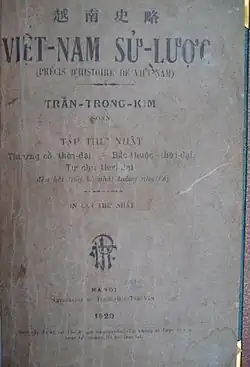 越南史略
VIỆT-NAM SỬ-LƯỢC
(PRÉCIS D'HISTOIRE DE VIỆT-NAM)
TRẦN-TRỌNG-KIM
SOẠN
TẬP THỨ NHẤT
Thượng cổ thời-đại — Bắc thuộc thời-đại
Tự chủ thời đại
IN LẦN THỨ NHẤT
HANOI
1920